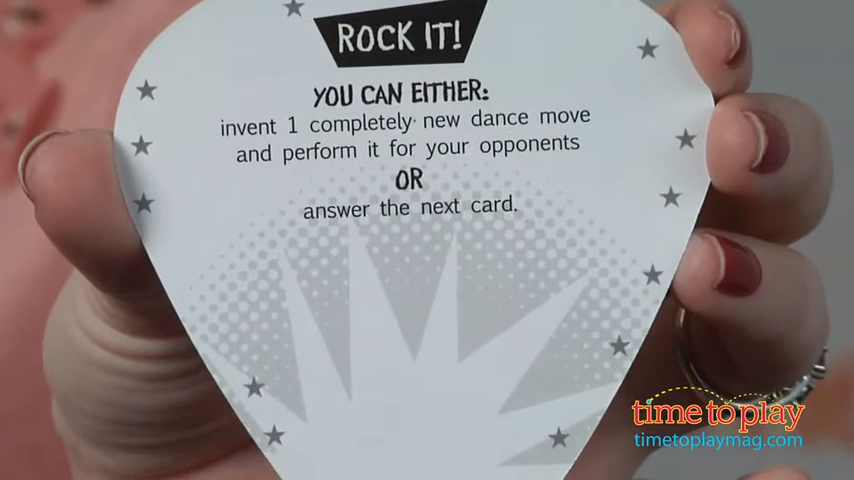 ROCK IT!
YOU CAN EITHER:
invent 1 completely new dance move
and perform it for your opponents
OR
answer the next card.
time to play
timetoplaymag.com